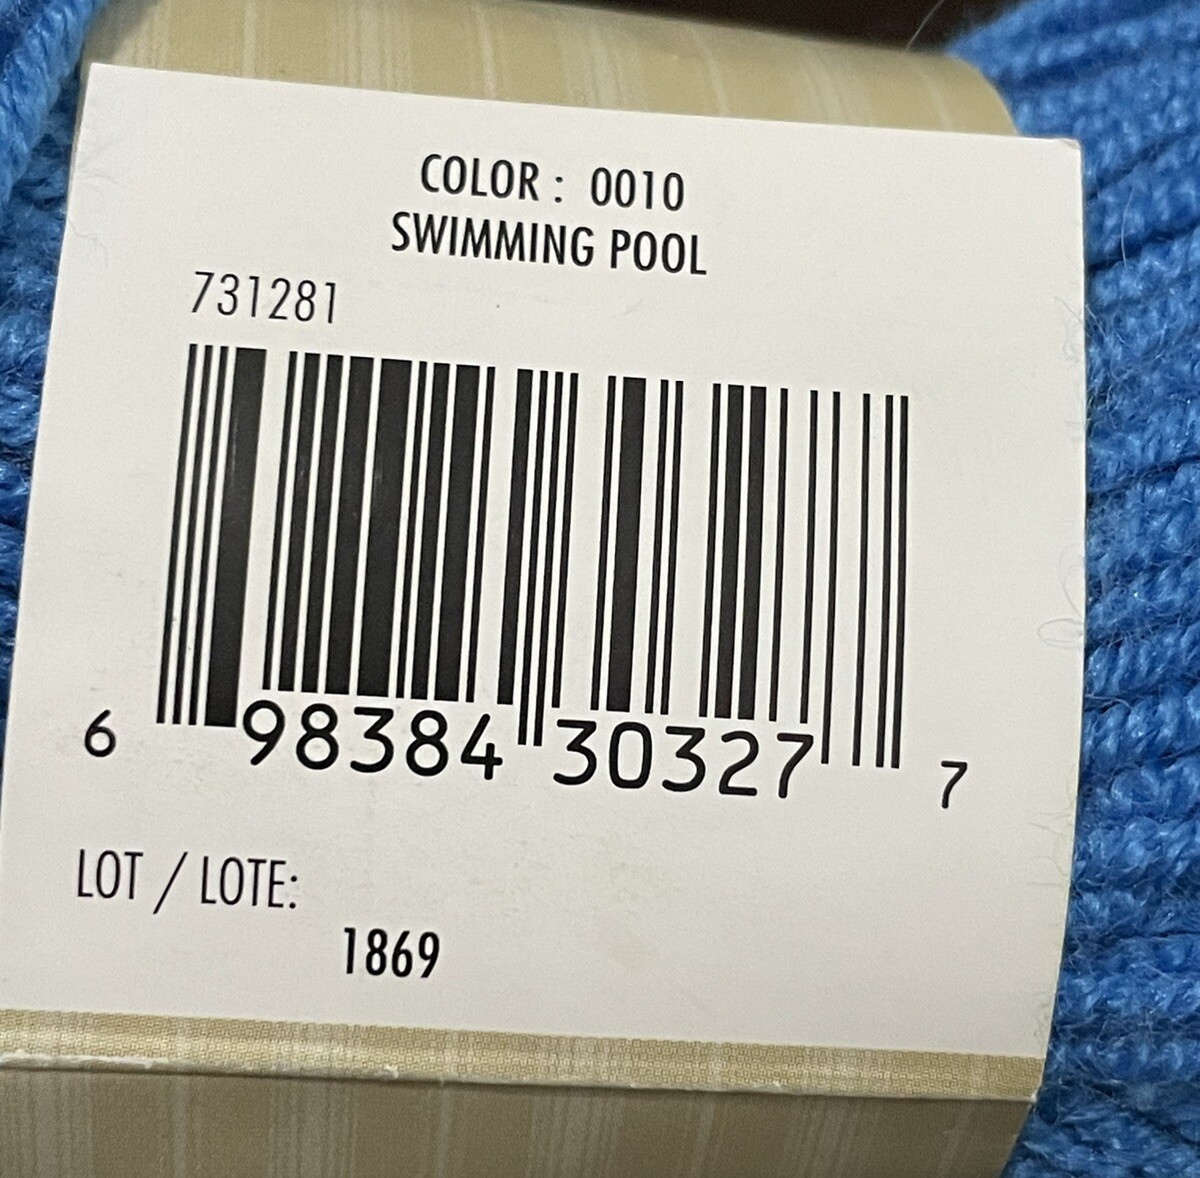 COLOR : 0010
SWIMMING POOL
731281
6 98384 30327 7
LOT / LOTE:
1869